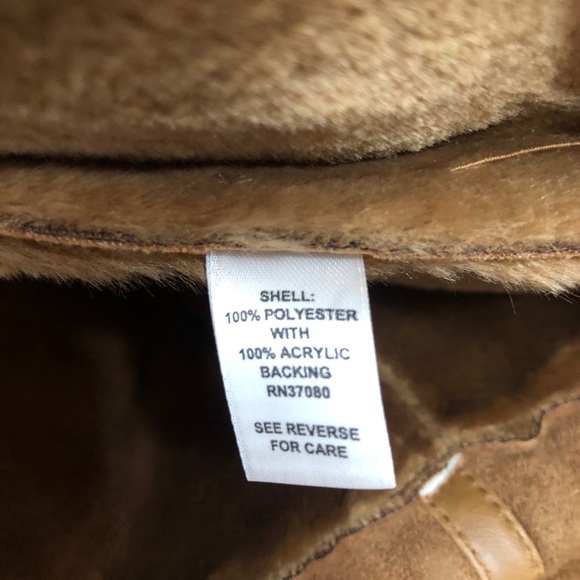 SHELL:
100% POLYESTER
WITH
100% ACRYLIC
BACKING
RN37080
SEE REVERSE
FOR CARE